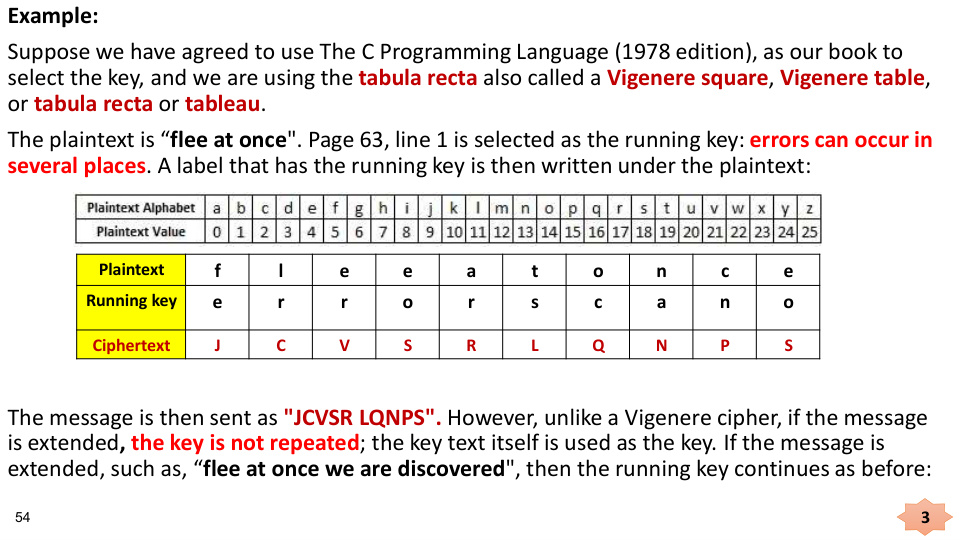 Example:
Suppose we have agreed to use The C Programming Language (1978 edition), as our book to
select the key, and we are using the tabula recta also called a Vigenere square, Vigenere table,
or tabula recta or tableau.
The plaintext is “flee at once". Page 63, line 1 is selected as the running key: errors can occur in
several places. A label that has the running key is then written under the plaintext:
Plaintext Alphabet a b c d e f g h i j k l m n o p q r s t u v w x y z
Plaintext Value 0 1 2 3 4 5 6 7 8 9 10 11 12 13 14 15 16 17 18 19 20 21 22 23 24 25
Plaintext f l e e a t o n c e
Running key e r r o r s c a n o
Ciphertext J C V S R L Q N P S
The message is then sent as "JCVSR LQNPS". However, unlike a Vigenere cipher, if the message
is extended, the key is not repeated; the key text itself is used as the key. If the message is
extended, such as, “flee at once we are discovered", then the running key continues as before:
54
3